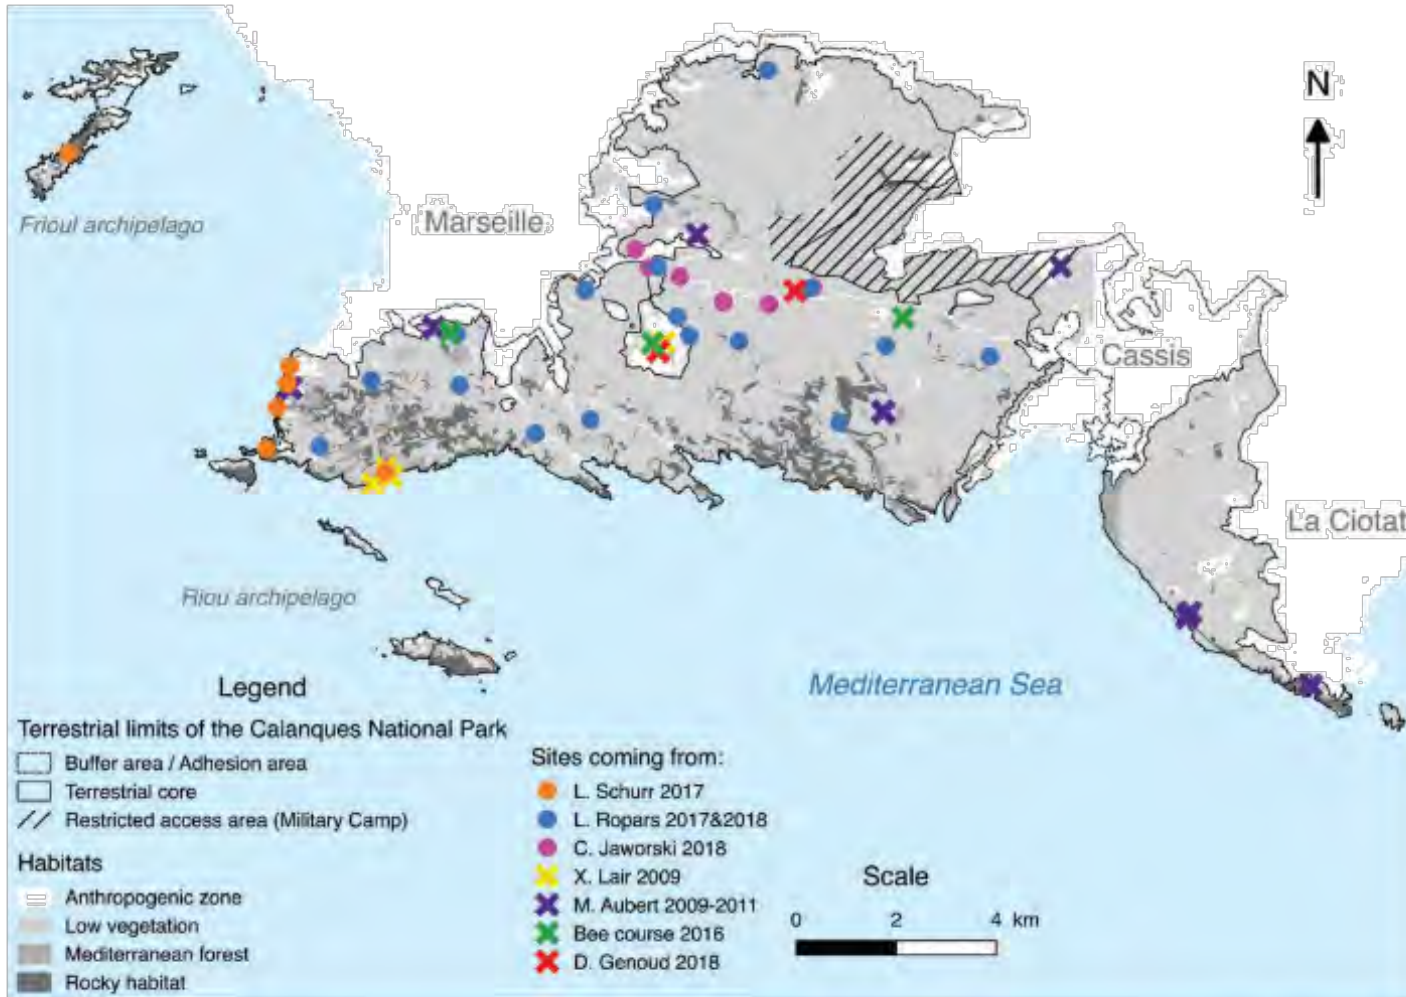 N
Marseille
Frioul archipelago
Cassis
La Ciotat
Riou archipelago
Mediterranean Sea
Legend
Terrestrial limits of the Calanques National Park
Buffer area / Adhesion area
Terrestrial core
Restricted access area (Military Camp)
Habitats
Anthropogenic zone
Low vegetation
Mediterranean forest
Rocky habitat
Sites coming from:
L. Schurr 2017
L. Ropars 2017&2018
C. Jaworski 2018
X. Lair 2009
M. Aubert 2009-2011
Bee course 2016
D. Genoud 2018
Scale
0 2 4 km